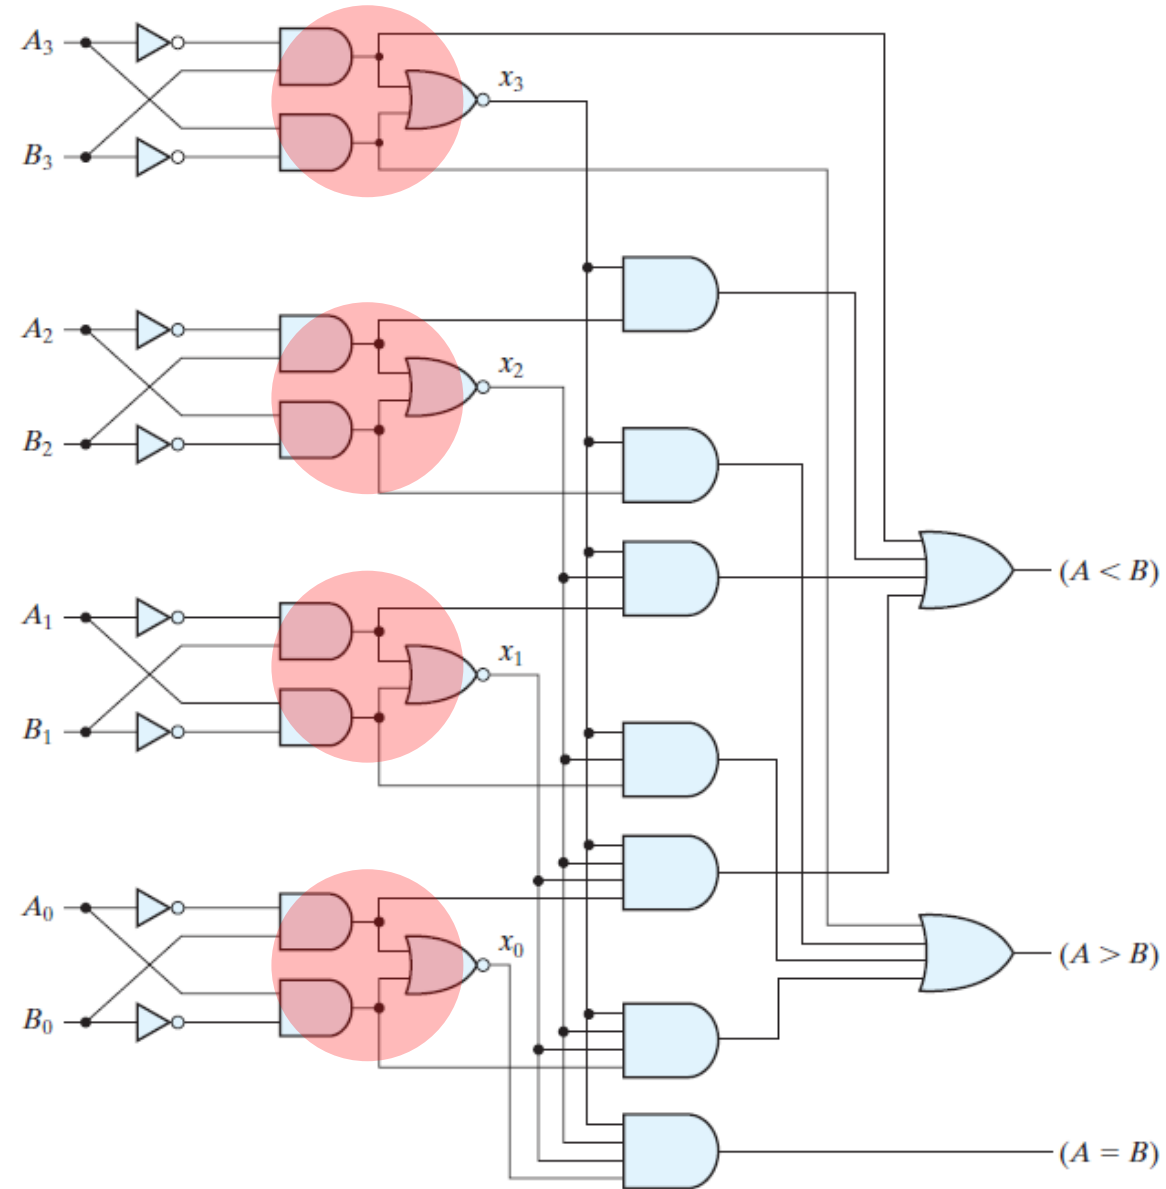 A₃
x₃
B₃
A₂
x₂
B₂
(A < B)
A₁
x₁
B₁
A₀
x₀
(A > B)
B₀
(A = B)